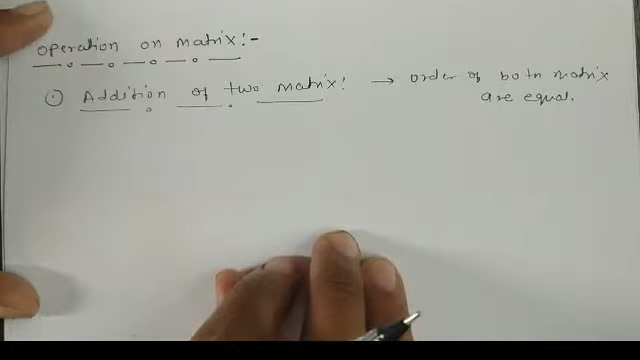 Operation on matrix:-
① Addition of two matrix: → order of both matrix
are equal.